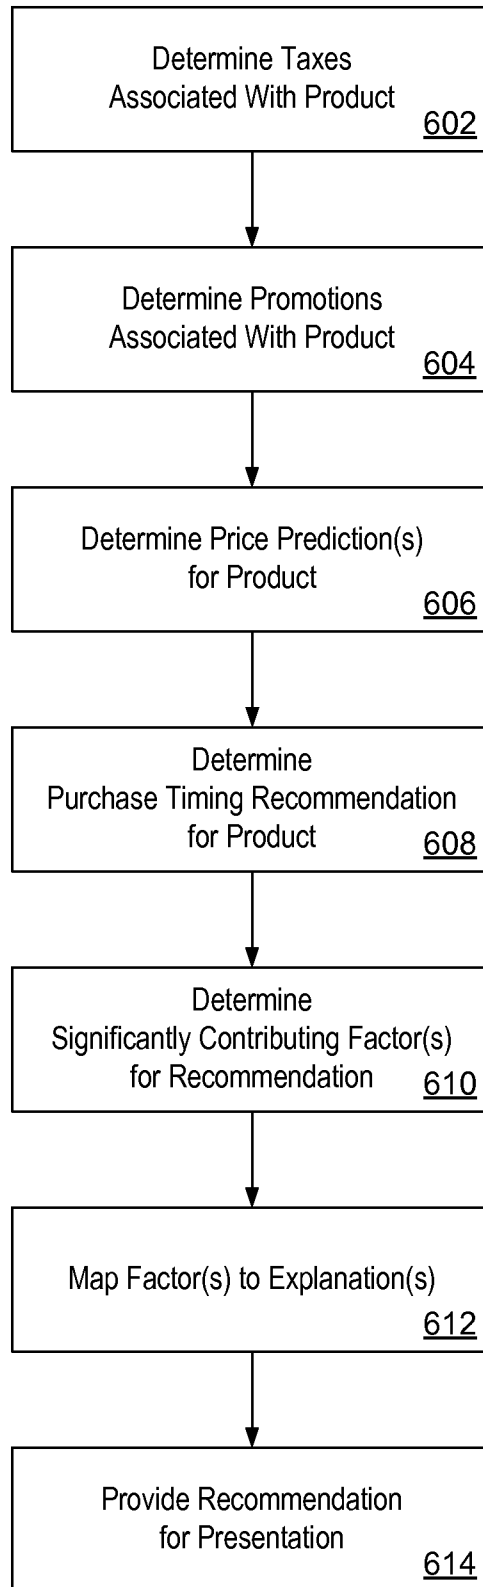 Determine Taxes
Associated With Product
602
Determine Promotions
Associated With Product
604
Determine Price Prediction(s)
for Product
606
Determine
Purchase Timing Recommendation
for Product
608
Determine
Significantly Contributing Factor(s)
for Recommendation
610
Map Factor(s) to Explanation(s)
612
Provide Recommendation
for Presentation
614